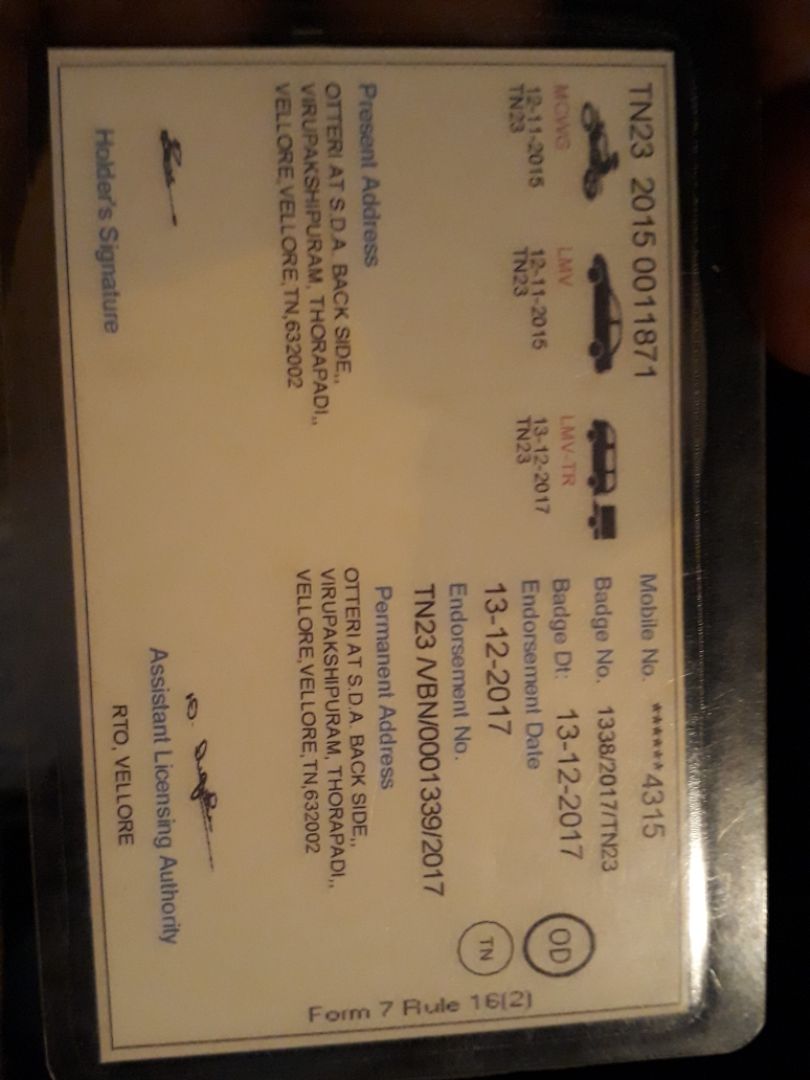 TN23 2015 0011871
MCWG
12-11-2015
TN23
LMV
12-11-2015
TN23
LMV-TR
13-12-2017
TN23
Mobile No. ******4315
Badge No. 1338/2017/TN23
Badge Dt: 13-12-2017
Endorsement Date
13-12-2017
Endorsement No.
TN23 /VBN/0001339/2017
OD
TN
Form 7 Rule 16(2)
Present Address
OTTERI AT S.D.A. BACK SIDE,,
VIRUPAKSHIPURAM, THORAPADI,,
VELLORE,VELLORE,TN,632002
Permanent Address
OTTERI AT S.D.A. BACK SIDE,,
VIRUPAKSHIPURAM, THORAPADI,,
VELLORE,VELLORE,TN,632002
Holder's Signature
Assistant Licensing Authority
RTO, VELLORE